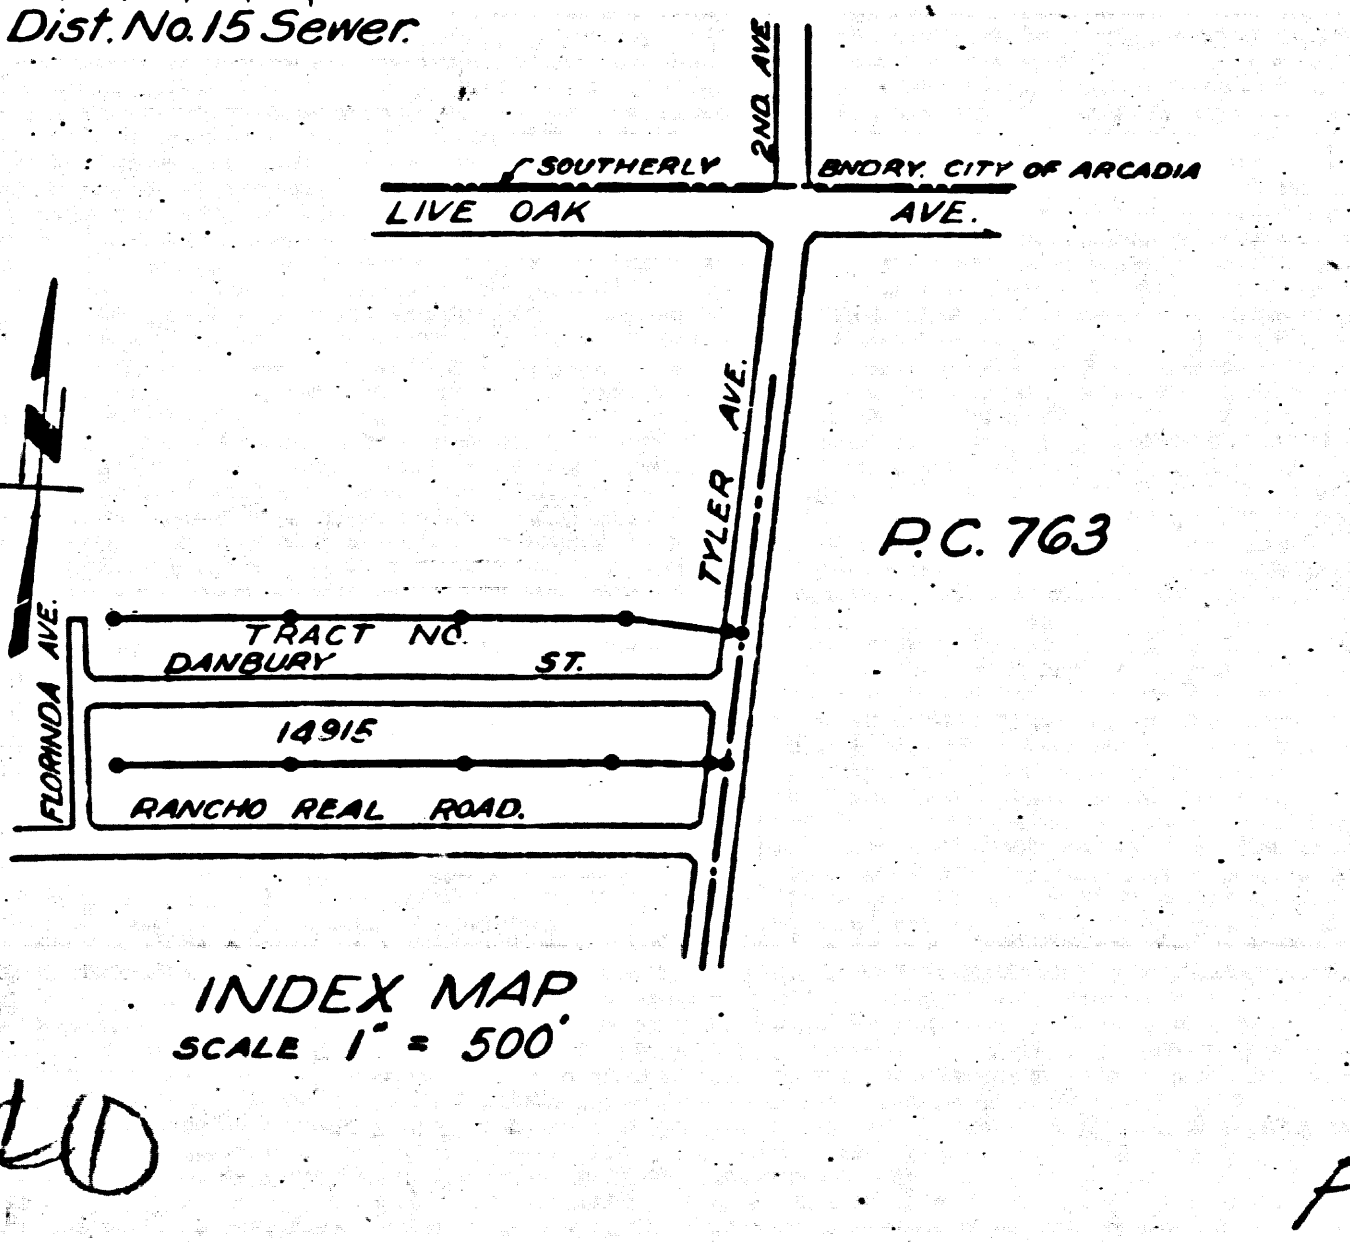 Dist. No. 15 Sewer.
2ND. AVE
SOUTHERLY BNDRY. CITY OF ARCADIA
LIVE OAK AVE.
TYLER AVE.
N
P.C. 763
FLORINDA AVE.
TRACT NO.
DANBURY ST.
14915
RANCHO REAL ROAD.
INDEX MAP
SCALE 1" = 500'